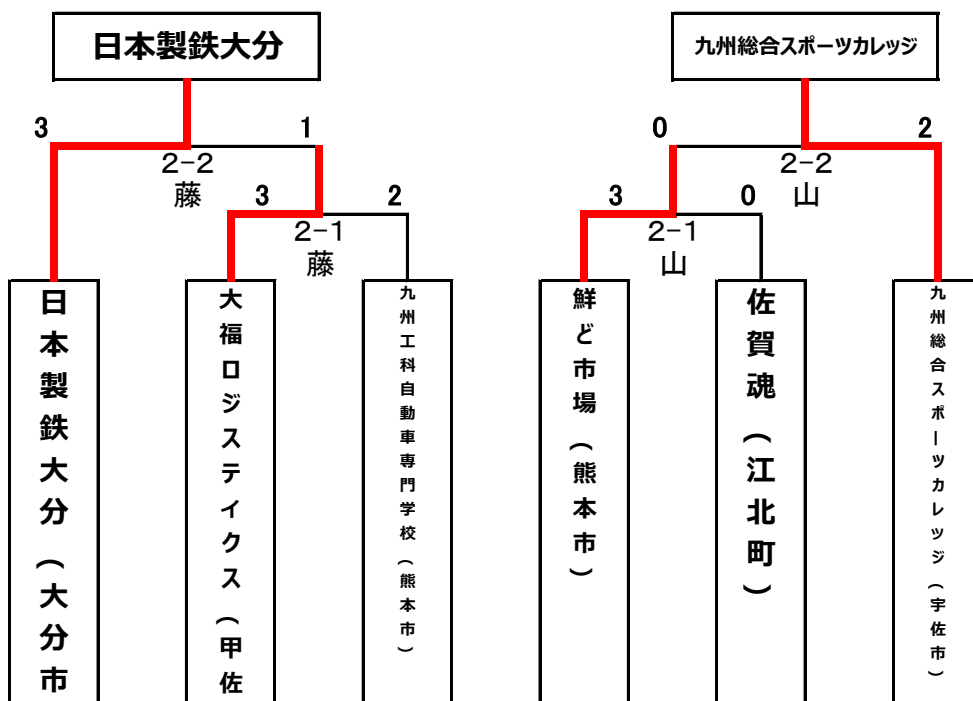 日本製鉄大分
九州総合スポーツカレッジ
3
1
0
2
2-2
藤
2-2
山
3
2
3
0
2-1
藤
2-1
山
日本製鉄大分（大分市
大福ロジステイクス（甲佐
九州工科自動車専門学校（熊本市）
鮮ど市場（熊本市）
佐賀魂（江北町）
九州総合スポーツカレッジ（宇佐市）